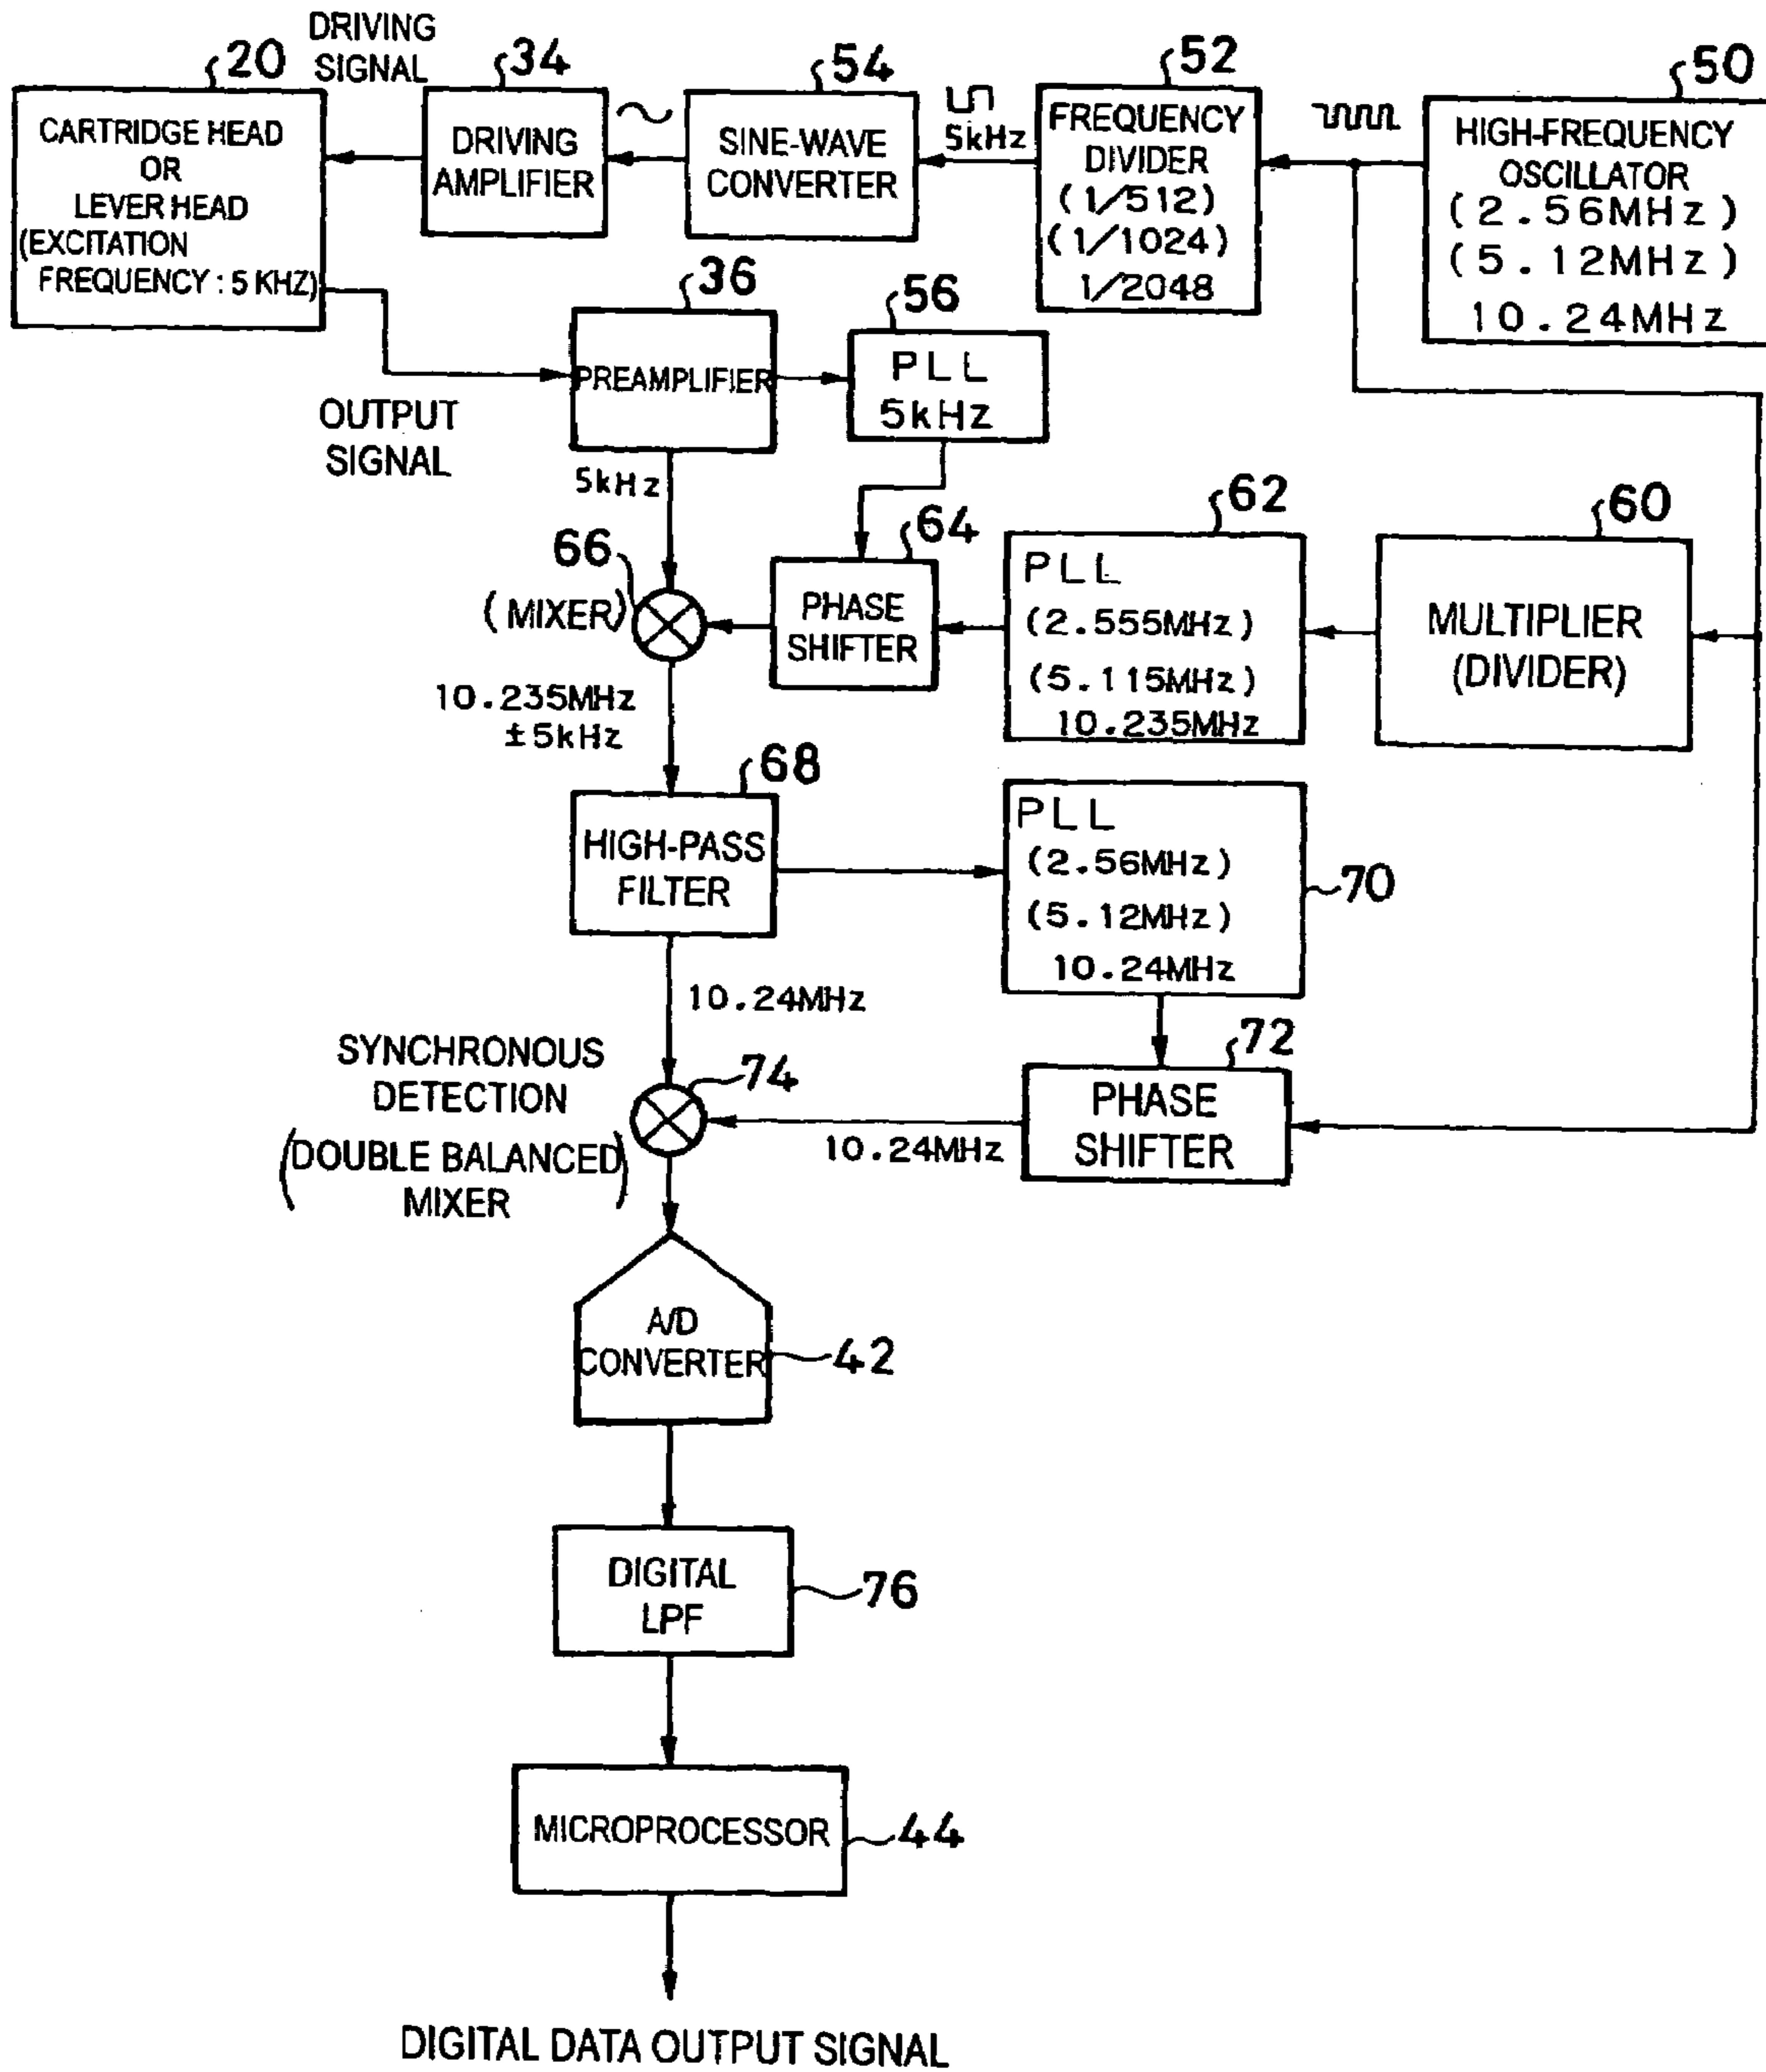 DRIVING
SIGNAL
20
CARTRIDGE HEAD
OR
LEVER HEAD
(EXCITATION
FREQUENCY : 5 KHZ)
34
DRIVING
AMPLIFIER
54
SINE-WAVE
CONVERTER
5kHz
52
FREQUENCY
DIVIDER
(1/512)
(1/1024)
1/2048
50
HIGH-FREQUENCY
OSCILLATOR
(2.56MHz)
(5.12MHz)
10.24MHz
OUTPUT
SIGNAL
36
PREAMPLIFIER
56
PLL
5kHz
5kHz
66
(MIXER)
64
PHASE
SHIFTER
62
PLL
(2.555MHz)
(5.115MHz)
10.235MHz
60
MULTIPLIER
(DIVIDER)
10.235MHz
±5kHz
68
HIGH-PASS
FILTER
PLL
(2.56MHz)
(5.12MHz)
10.24MHz
70
10.24MHz
SYNCHRONOUS
DETECTION
(DOUBLE BALANCED
MIXER)
74
10.24MHz
72
PHASE
SHIFTER
A/D
CONVERTER
42
DIGITAL
LPF
76
MICROPROCESSOR
44
DIGITAL DATA OUTPUT SIGNAL